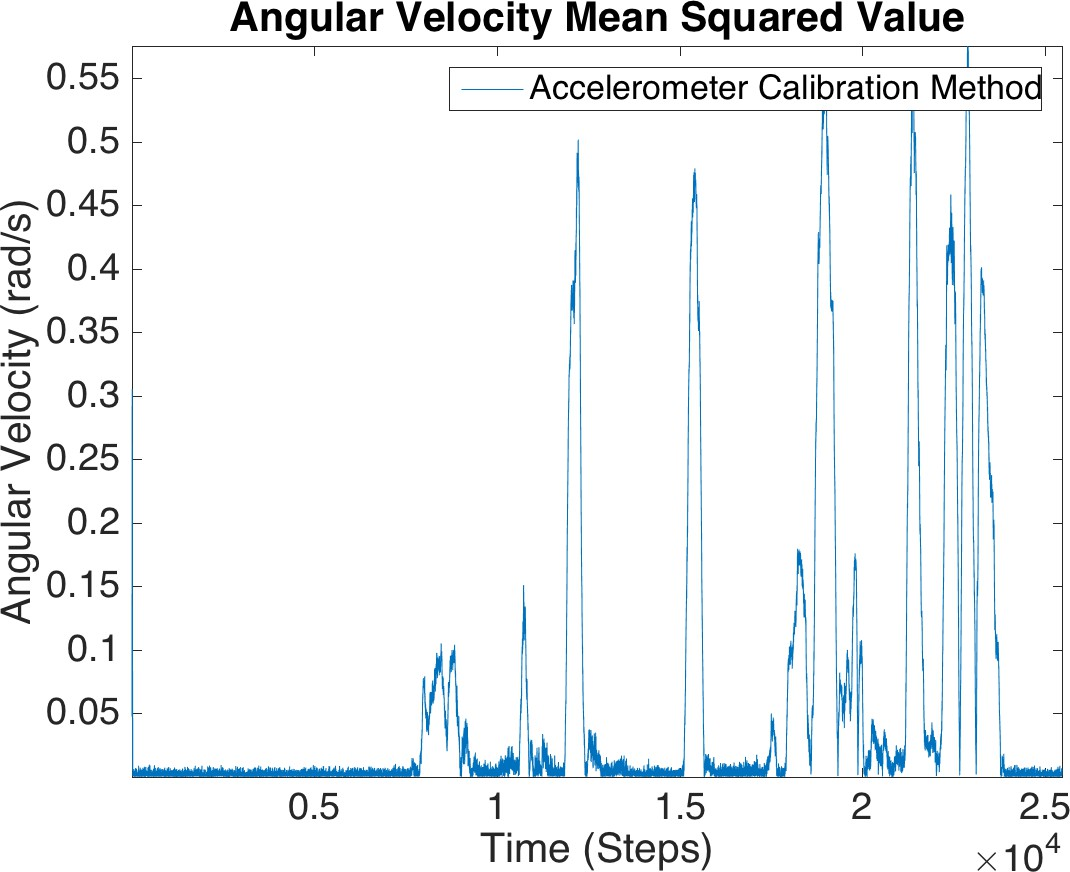 Angular Velocity Mean Squared Value
Accelerometer Calibration Method
Angular Velocity (rad/s)
0.55
0.5
0.45
0.4
0.35
0.3
0.25
0.2
0.15
0.1
0.05
0.5 1 1.5 2 2.5
Time (Steps)
×10⁴